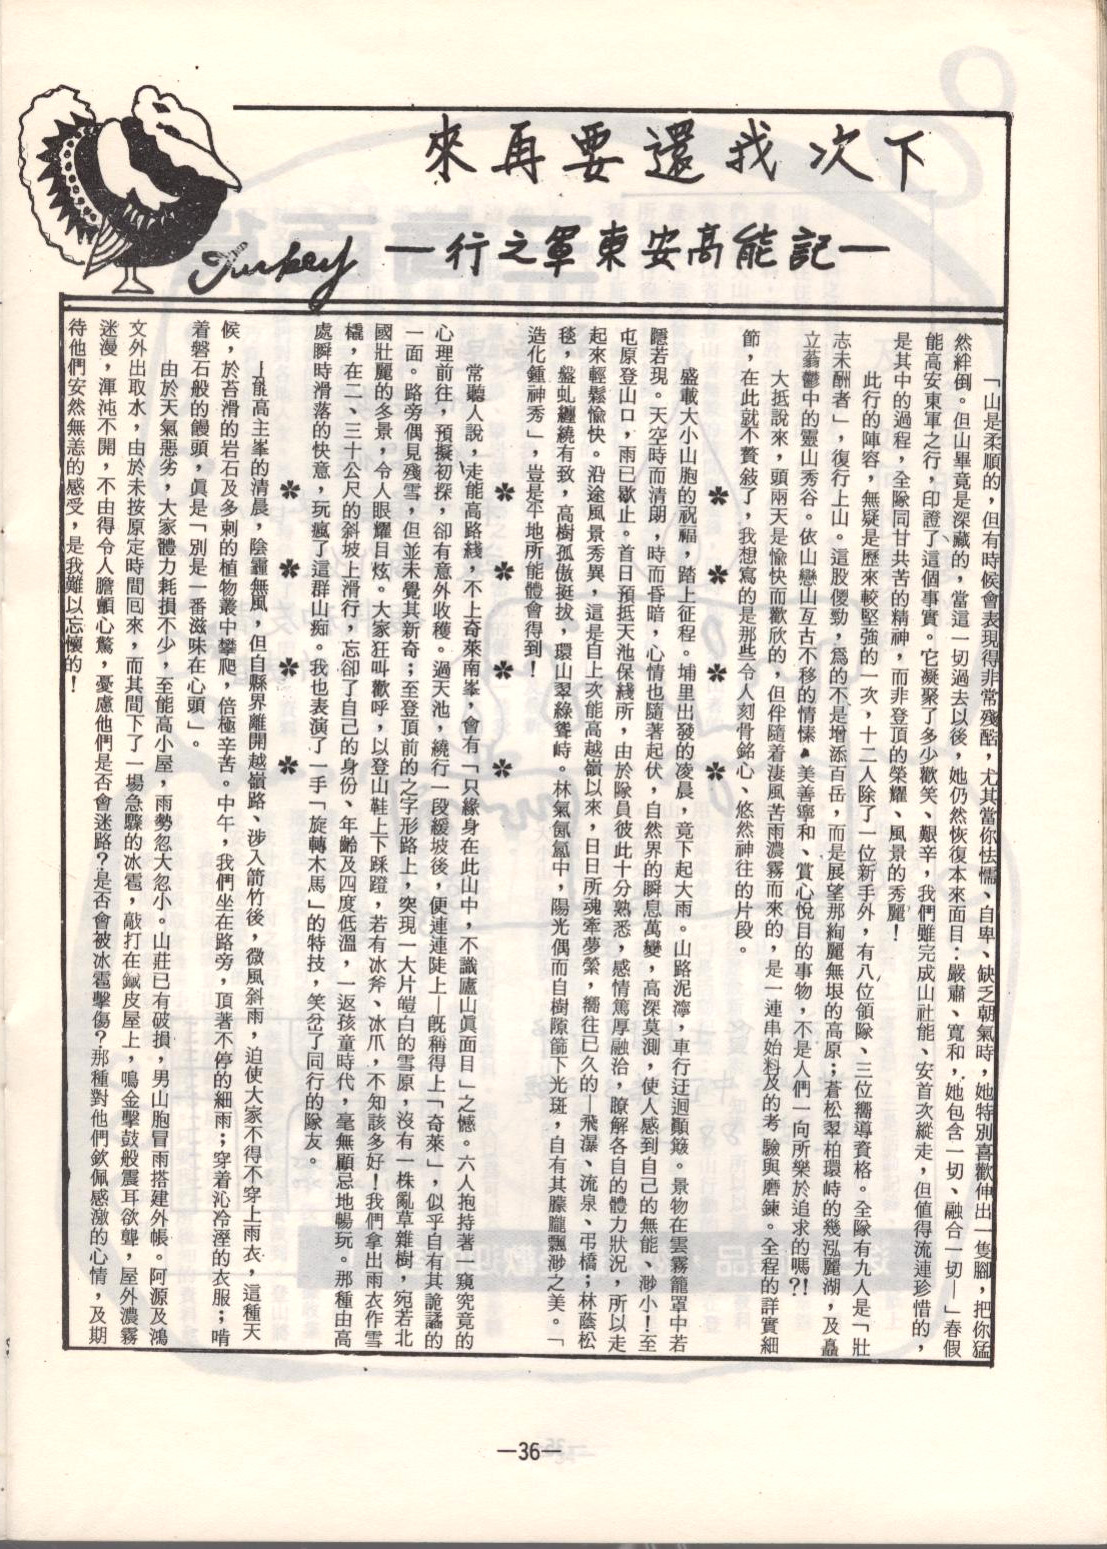 下次我還要再來
—記能高安東軍之行—
Turkey
「山是柔順的，但有時候會表現得非常殘酷，尤其當你怯懦、自卑、缺乏朝氣時，她特別喜歡伸出一隻腳，把你猛
然絆倒。但山畢竟是深藏的，當這一切過去以後，她仍然恢復本來面目：嚴肅、寬和，她包含一切、融合一切—」春假
能高安東軍之行，印證了這個事實。它凝聚了多少歡笑、艱辛，我們雖完成山社能、安首次縱走，但值得流連珍惜的，
是其中的過程，全隊同甘共苦的精神，而非登頂的榮耀、風景的秀麗！
此行的陣容，無疑是歷來較堅強的一次，十二人除了一位新手外，有八位領隊、三位嚮導資格。全隊有九人是「壯
志未酬者」，復行上山。這股傻勁，爲的不是增添百岳，而是展望那絢麗無垠的高原；蒼松翠柏環峙的幾泓麗湖，及矗
立蓊鬱中的靈山秀谷。依山戀山互古不移的情愫，美善寧和、賞心悅目的事物，不是人們一向所樂於追求的嗎？！
大抵說來，頭兩天是愉快而歡欣的，但伴隨着淒風苦雨濃霧而來的，是一連串始料及的考驗與磨鍊。全程的詳實細
節，在此就不贅敍了，我想寫的是那些令人刻骨銘心、悠然神往的片段。
✽ ✽ ✽ ✽
盛載大小山胞的祝福，踏上征程。埔里出發的凌晨，竟下起大雨。山路泥濘，車行迂迴顚簸。景物在雲霧籠罩中若
隱若現。天空時而清朗，時而昏暗，心情也隨著起伏，自然界的瞬息萬變，高深莫測，使人感到自己的無能、渺小！至
屯原登山口，雨已歇止。首日預抵天池保綫所，由於隊員彼此十分熟悉，感情篤厚融洽，瞭解各自的體力狀況，所以走
起來輕鬆愉快。沿途風景秀異，這是自上次能高越嶺以來，日日所魂牽夢縈，嚮往已久的—飛瀑、流泉、弔橋；林蔭松
毯，盤虬纏繞有致，高樹孤傲挺拔，環山翠綠聳峙。林氣氤氳中，陽光偶而自樹隙篩下光斑，自有其朦朧飄渺之美。「
造化鍾神秀」，豈是平地所能體會得到！
✽ ✽ ✽ ✽
常聽人說，走能高路綫，不上奇萊南峯，會有「只緣身在此山中，不識廬山眞面目」之憾。六人抱持著一窺究竟的
心理前往，預擬初探，卻有意外收穫。過天池，繞行一段緩坡後，便連連陡上—旣稱得上「奇萊」，似乎自有其詭譎的
一面。路旁偶見殘雪，但並未覺其新奇；至登頂前的之字形路上，突現一大片皚白的雪原，沒有一株亂草雜樹，宛若北
國壯麗的冬景，令人眼耀目炫。大家狂叫歡呼，以登山鞋上下踩蹬，若有冰斧、冰爪，不知該多好！我們拿出雨衣作雪
橇，在二、三十公尺的斜坡上滑行，忘卻了自己的身份、年齡及四度低溫，一返孩童時代，毫無顧忌地暢玩。那種由高
處瞬時滑落的快意，玩瘋了這群山痴。我也表演了一手「旋轉木馬」的特技，笑岔了同行的隊友。
✽ ✽ ✽ ✽
上能高主峯的清晨，陰霾無風，但自縣界離開越嶺路、涉入箭竹後，微風斜雨，迫使大家不得不穿上雨衣，這種天
候，於苔滑的岩石及多刺的植物叢中攀爬，倍極辛苦。中午，我們坐在路旁，頂著不停的細雨；穿着沁冷溼的衣服；啃
着磐石般的饅頭，眞是「別是一番滋味在心頭」。
由於天氣惡劣，大家體力耗損不少，至能高小屋，雨勢忽大忽小。山莊已有破損，男山胞冒雨搭建外帳。阿源及鴻
文外出取水，由於未按原定時間回來，而其間下了一場急驟的冰雹，敲打在鐵皮屋上，鳴金擊鼓般震耳欲聾，屋外濃霧
迷漫，渾沌不開，不由得令人膽顫心驚，憂慮他們是否會迷路？是否會被冰雹擊傷？那種對他們欽佩感激的心情，及期
待他們安然無恙的感受，是我難以忘懷的！
—36—